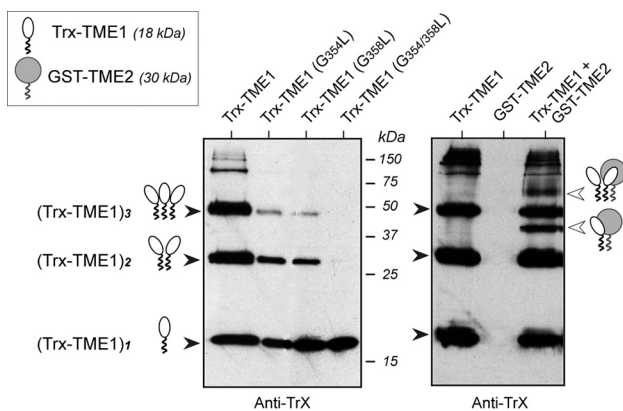 Trx-TME1 (18 kDa)
GST-TME2 (30 kDa)
Trx-TME1
Trx-TME1 (G354L)
Trx-TME1 (G358L)
Trx-TME1 (G354/358L)
Trx-TME1
GST-TME2
Trx-TME1 +
GST-TME2
kDa
150
75
(Trx-TME1)3
50
37
(Trx-TME1)2
25
(Trx-TME1)1
15
Anti-TrX
Anti-TrX